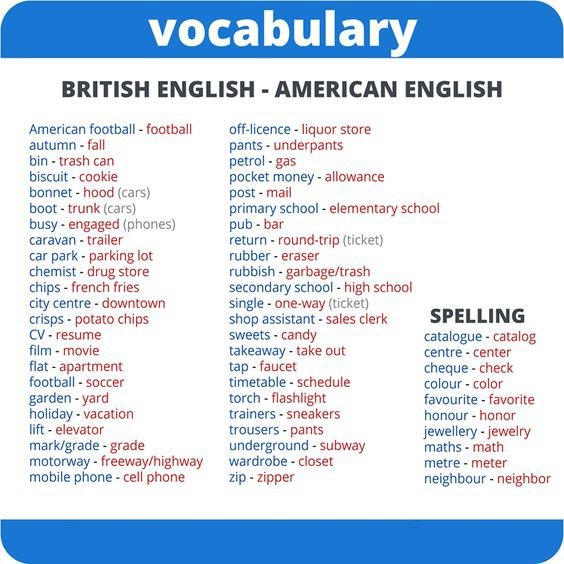 vocabulary
BRITISH ENGLISH - AMERICAN ENGLISH
American football - football
autumn - fall
bin - trash can
biscuit - cookie
bonnet - hood (cars)
boot - trunk (cars)
busy - engaged (phones)
caravan - trailer
car park - parking lot
chemist - drug store
chips - french fries
city centre - downtown
crisps - potato chips
CV - resume
film - movie
flat - apartment
football - soccer
garden - yard
holiday - vacation
lift - elevator
mark/grade - grade
motorway - freeway/highway
mobile phone - cell phone
off-licence - liquor store
pants - underpants
petrol - gas
pocket money - allowance
post - mail
primary school - elementary school
pub - bar
return - round-trip (ticket)
rubber - eraser
rubbish - garbage/trash
secondary school - high school
single - one-way (ticket)
shop assistant - sales clerk
sweets - candy
takeaway - take out
tap - faucet
timetable - schedule
torch - flashlight
trainers - sneakers
trousers - pants
underground - subway
wardrobe - closet
zip - zipper
SPELLING
catalogue - catalog
centre - center
cheque - check
colour - color
favourite - favorite
honour - honor
jewellery - jewelry
maths - math
metre - meter
neighbour - neighbor